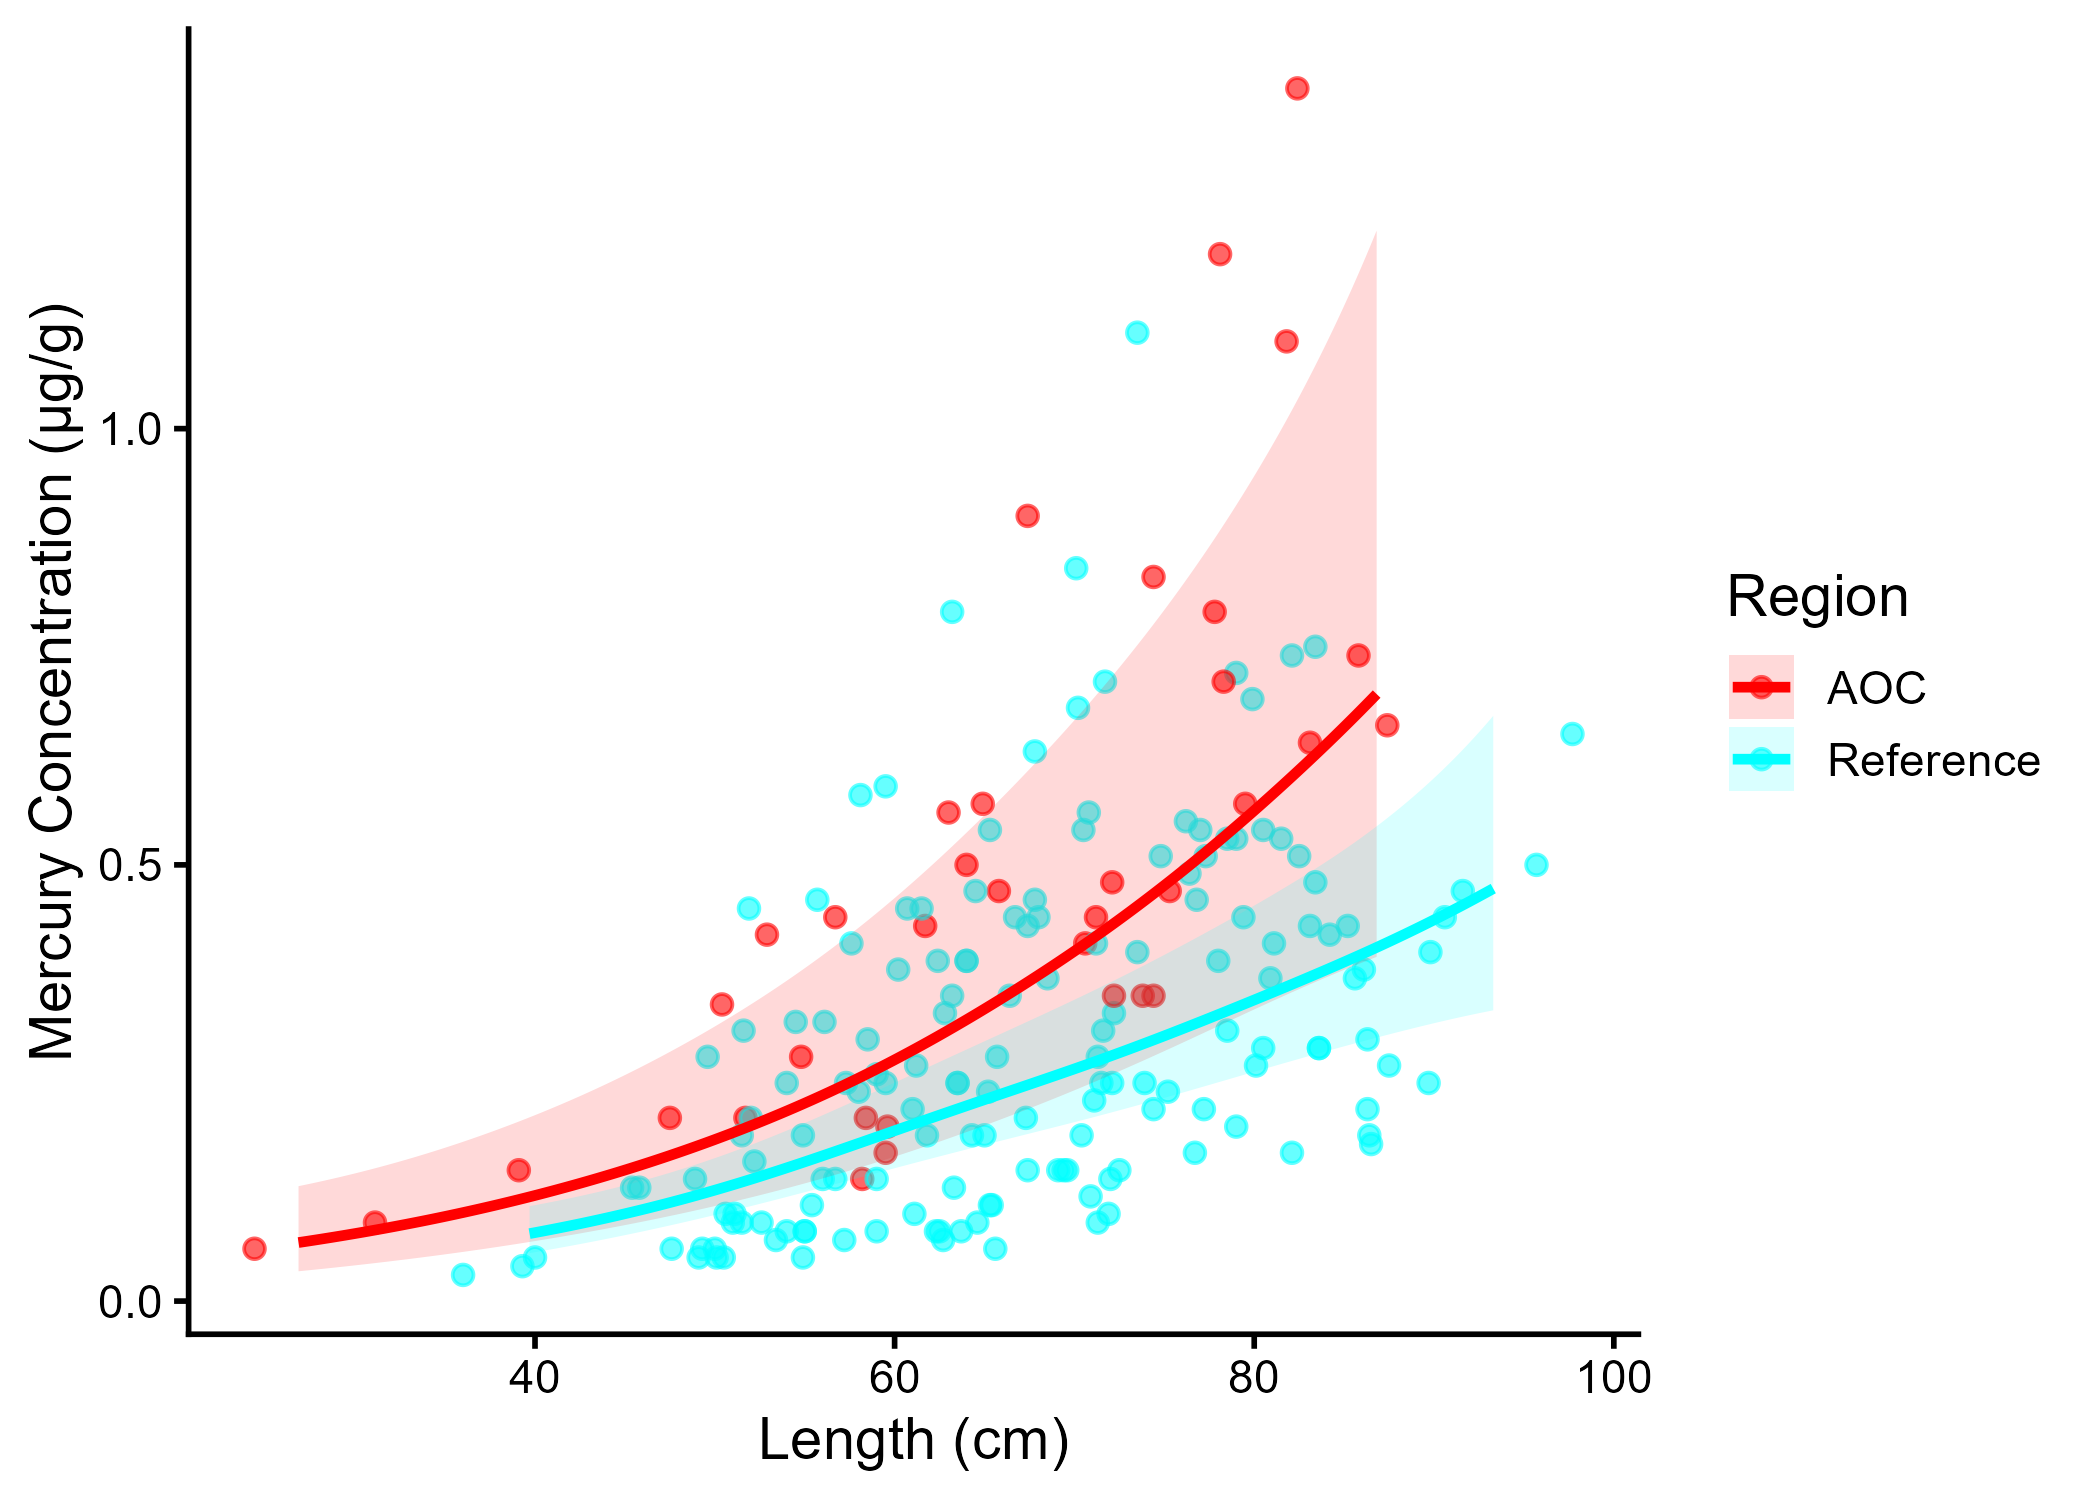 Mercury Concentration (µg/g)
1.0
0.5
0.0
40 60 80 100
Length (cm)
Region
AOC
Reference